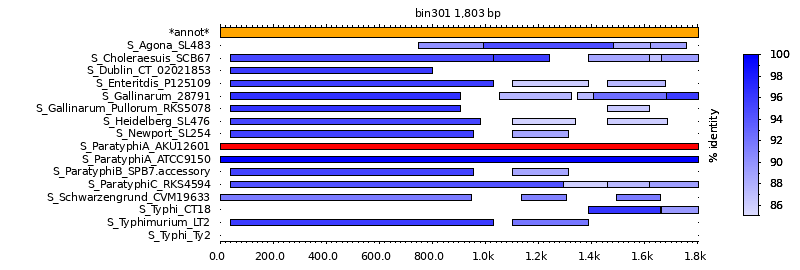 bin301 1,803 bp
*annot*
S_Agona_SL483
S_Choleraesuis_SCB67
S_Dublin_CT_02021853
S_Enteritdis_P125109
S_Gallinarum_28791
S_Gallinarum_Pullorum_RKS5078
S_Heidelberg_SL476
S_Newport_SL254
S_ParatyphiA_AKU12601
S_ParatyphiA_ATCC9150
S_ParatyphiB_SPB7.accessory
S_ParatyphiC_RKS4594
S_Schwarzengrund_CVM19633
S_Typhi_CT18
S_Typhimurium_LT2
S_Typhi_Ty2
0.0 200.0 400.0 600.0 800.0 1.0k 1.2k 1.4k 1.6k 1.8k
% identity
100
98
96
94
92
90
88
86